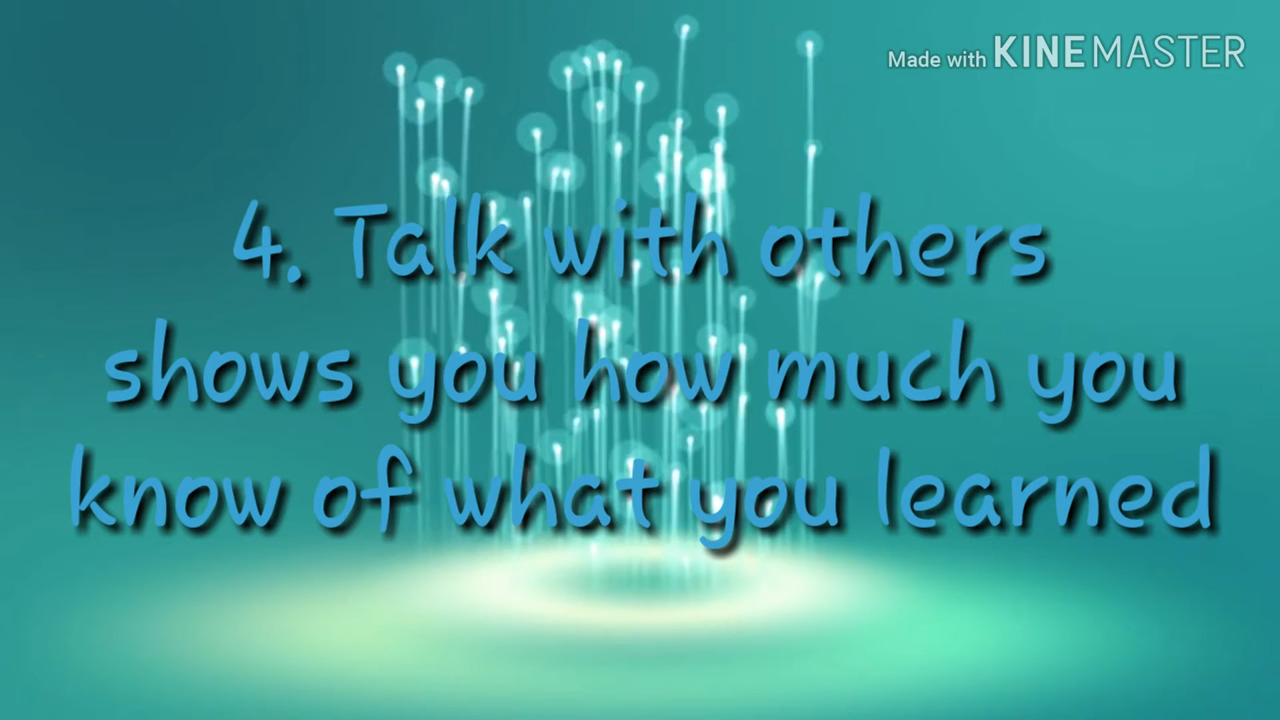 Made with KINEMASTER
4. Talk with others
shows you how much you
know of what you learned